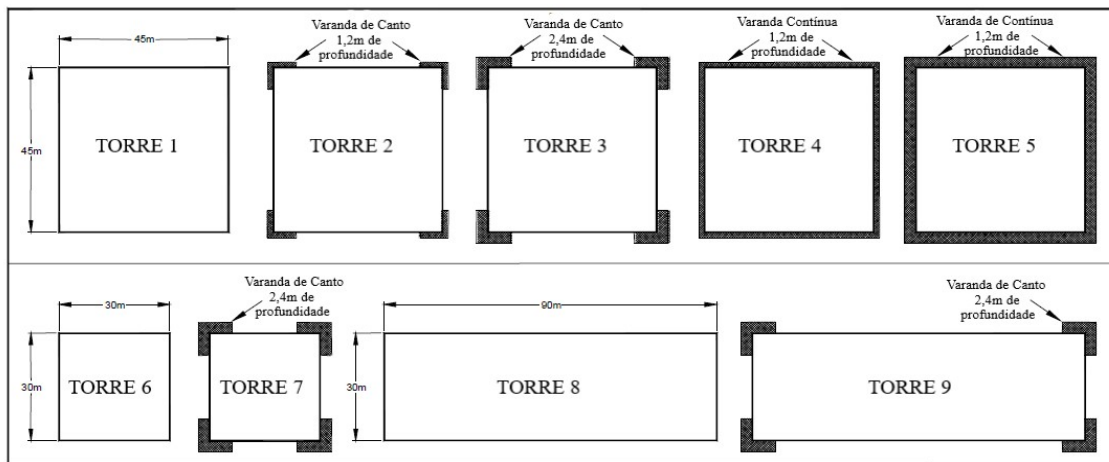 Varanda de Canto
1,2m de
profundidade
Varanda de Canto
2,4m de
profundidade
Varanda Contínua
1,2m de
profundidade
Varanda de Contínua
1,2m de
profundidade
45m
45m
TORRE 1
TORRE 2
TORRE 3
TORRE 4
TORRE 5
30m
Varanda de Canto
2,4m de
profundidade
90m
Varanda de Canto
2,4m de
profundidade
30m
TORRE 6
TORRE 7
30m
TORRE 8
TORRE 9